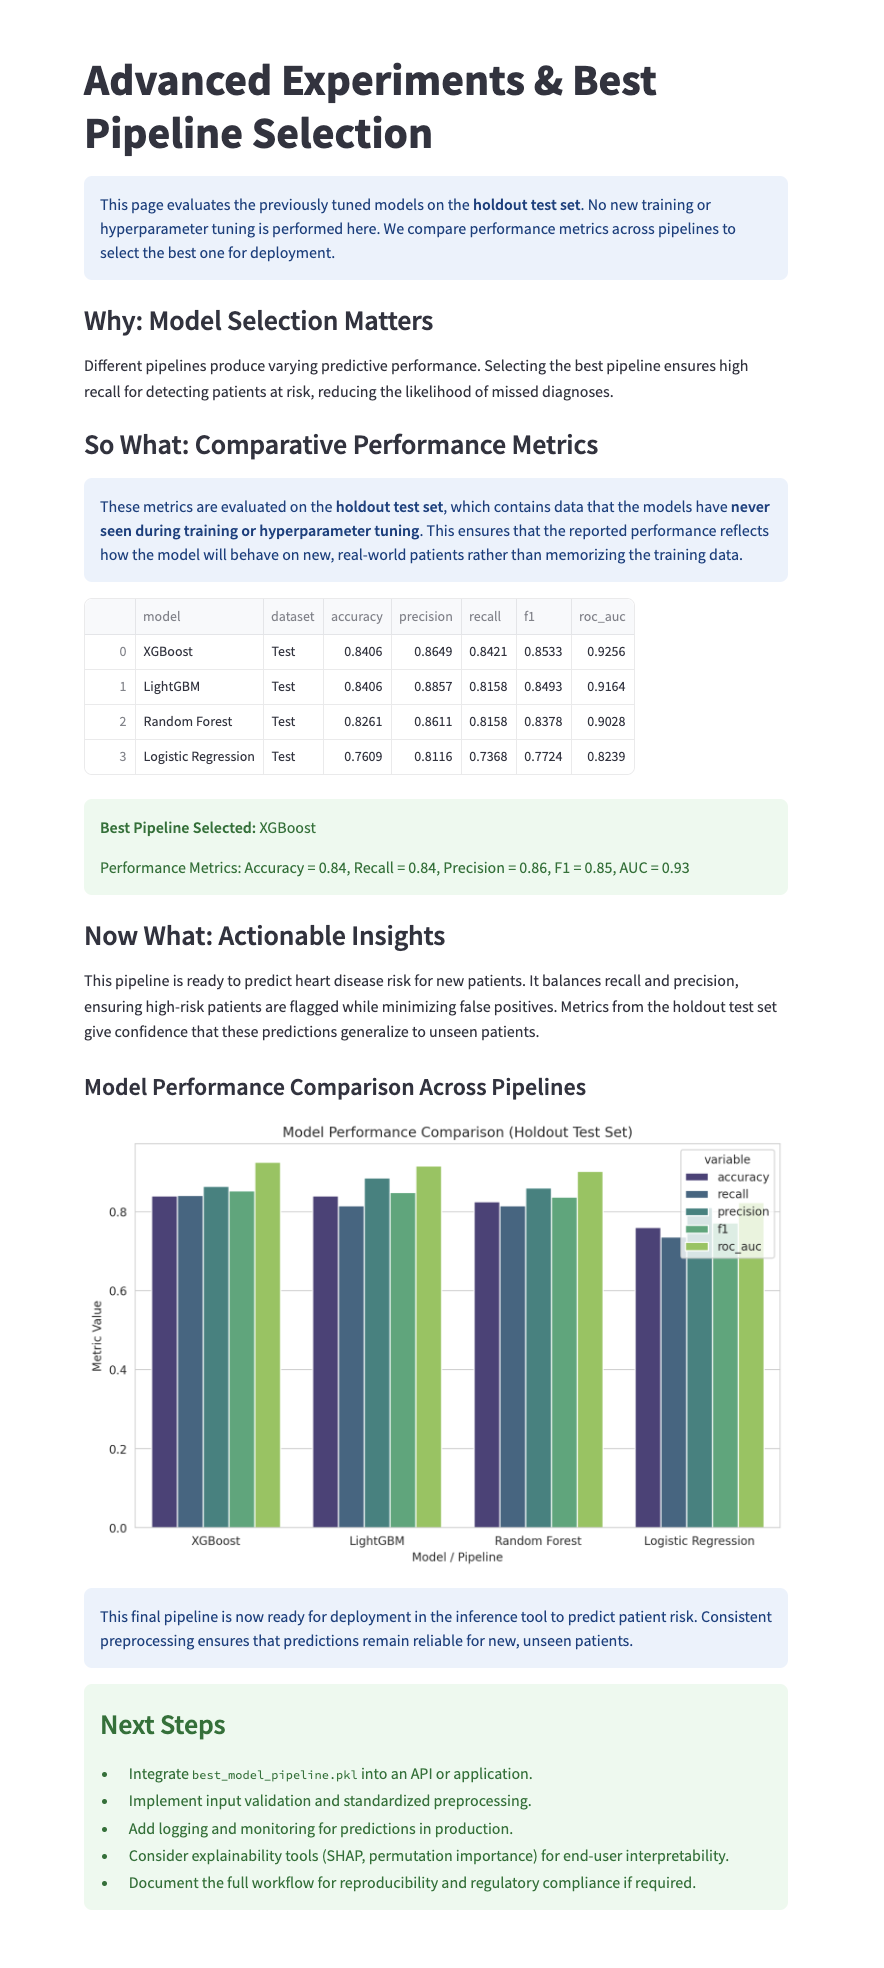 Advanced Experiments & Best
Pipeline Selection
This page evaluates the previously tuned models on the holdout test set. No new training or
hyperparameter tuning is performed here. We compare performance metrics across pipelines to
select the best one for deployment.
Why: Model Selection Matters
Different pipelines produce varying predictive performance. Selecting the best pipeline ensures high
recall for detecting patients at risk, reducing the likelihood of missed diagnoses.
So What: Comparative Performance Metrics
These metrics are evaluated on the holdout test set, which contains data that the models have never
seen during training or hyperparameter tuning. This ensures that the reported performance reflects
how the model will behave on new, real-world patients rather than memorizing the training data.
model dataset accuracy precision recall f1 roc_auc
0 XGBoost Test 0.8406 0.8649 0.8421 0.8533 0.9256
1 LightGBM Test 0.8406 0.8857 0.8158 0.8493 0.9164
2 Random Forest Test 0.8261 0.8611 0.8158 0.8378 0.9028
3 Logistic Regression Test 0.7609 0.8116 0.7368 0.7724 0.8239
Best Pipeline Selected: XGBoost
Performance Metrics: Accuracy = 0.84, Recall = 0.84, Precision = 0.86, F1 = 0.85, AUC = 0.93
Now What: Actionable Insights
This pipeline is ready to predict heart disease risk for new patients. It balances recall and precision,
ensuring high-risk patients are flagged while minimizing false positives. Metrics from the holdout test set
give confidence that these predictions generalize to unseen patients.
Model Performance Comparison Across Pipelines
Model Performance Comparison (Holdout Test Set)
variable
accuracy
recall
precision
f1
roc_auc
0.8
0.6
0.4
0.2
0.0
Metric Value
XGBoost LightGBM Random Forest Logistic Regression
Model / Pipeline
This final pipeline is now ready for deployment in the inference tool to predict patient risk. Consistent
preprocessing ensures that predictions remain reliable for new, unseen patients.
Next Steps
• Integrate best_model_pipeline.pkl into an API or application.
• Implement input validation and standardized preprocessing.
• Add logging and monitoring for predictions in production.
• Consider explainability tools (SHAP, permutation importance) for end-user interpretability.
• Document the full workflow for reproducibility and regulatory compliance if required.